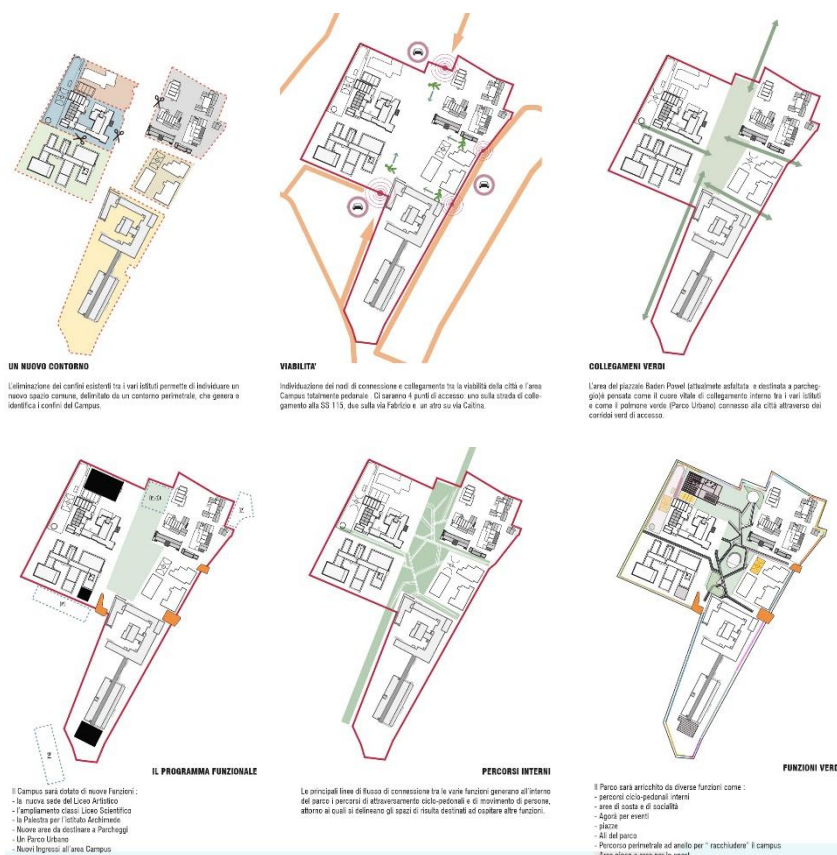 UN NUOVO CONTORNO
L'eliminazione dei confini esistenti tra i vari istituti permette di individuare un
nuovo spazio comune, delimitato da un contorno perimetrale, che genera e
identifica i confini del Campus.
VIABILITA'
Individuazione dei nodi di connessione e collegamento tra la viabilità della città e l'area
Campus totalmente pedonale Ci saranno 4 punti di accesso: uno sulla strada di colle-
gamento alla SS 115, due sulla via Fabrizio e un atro su via Caitina.
COLLEGAMENI VERDI
L'area del piazzale Baden Powel (attualmete asfaltata e destinata a parcheg-
gio)è pensata come il cuore vitale di collegamento interno tra i vari istituti
e come il polmone verde (Parco Urbano) connesso alla città attraverso dei
corridoi verdi di accesso.
IL PROGRAMMA FUNZIONALE
Il Campus sarà dotato di nuove Funzioni :
- la nuova sede del Liceo Artistico
- l'ampliamento classi Liceo Scientifico
- la Palestra per l'istituto Archimede
- Nuove aree da destinare a Parcheggi
- Un Parco Urbano
- Nuovi Ingressi all'area Campus
PERCORSI INTERNI
Le principali linee di flusso di connessione tra le varie funzioni generano all'interno
del parco i percorsi di attraversamento ciclo-pedonali e di movimento di persone,
attorno ai quali si delineano gli spazi di risulta destinati ad ospitare altre funzioni.
FUNZIONI VERDI
Il Parco sarà arricchito da diverse funzioni come :
- percorsi ciclo-pedonali interni
- aree di sosta e di socialità
- Agorà per eventi
- piazze
- Ali del parco
- Percorso perimetrale ad anello per " racchiudere" il campus